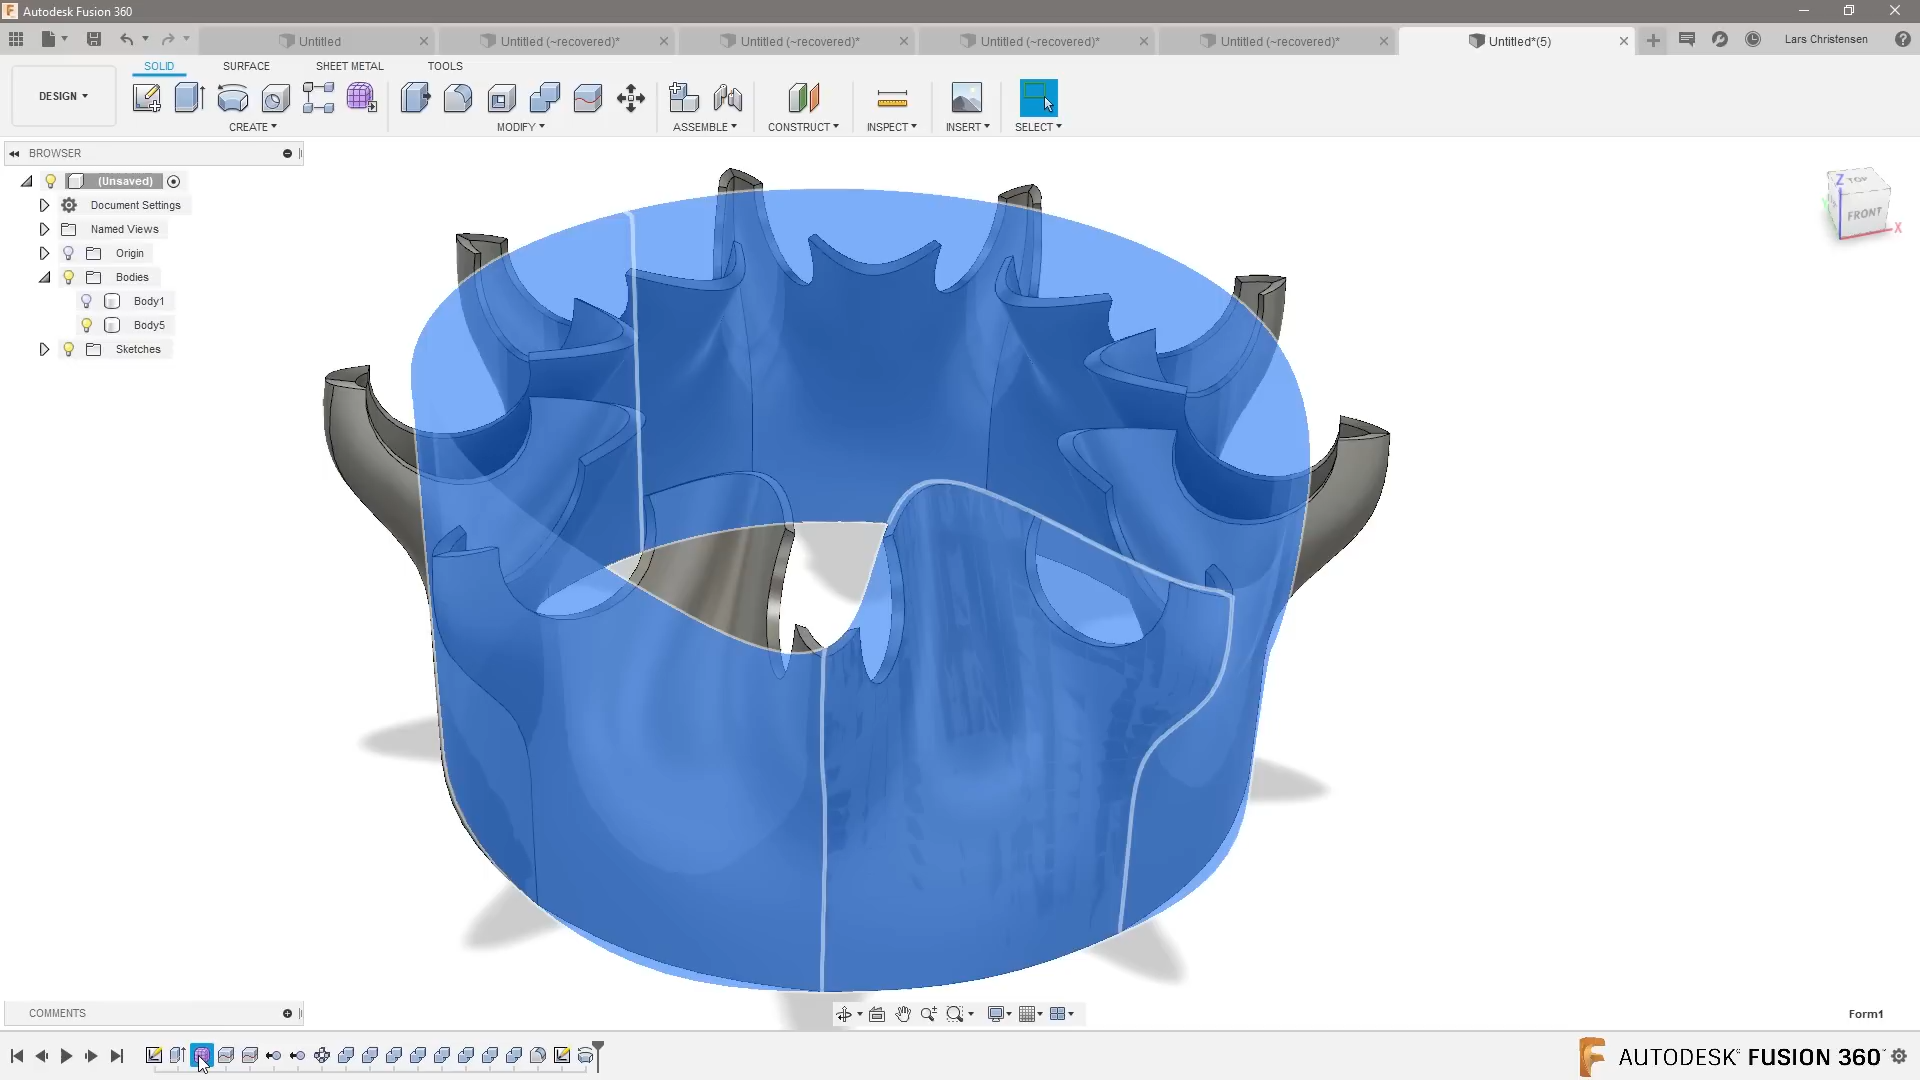 Autodesk Fusion 360
Untitled
Untitled (~recovered)*
Untitled (~recovered)*
Untitled (~recovered)*
Untitled (~recovered)*
Untitled*(5)
Lars Christensen
DESIGN
SOLID
SURFACE
SHEET METAL
TOOLS
CREATE
MODIFY
ASSEMBLE
CONSTRUCT
INSPECT
INSERT
SELECT
BROWSER
(Unsaved)
Document Settings
Named Views
Origin
Bodies
Body1
Body5
Sketches
Z
TOP
FRONT
X
COMMENTS
Form1
AUTODESK FUSION 360